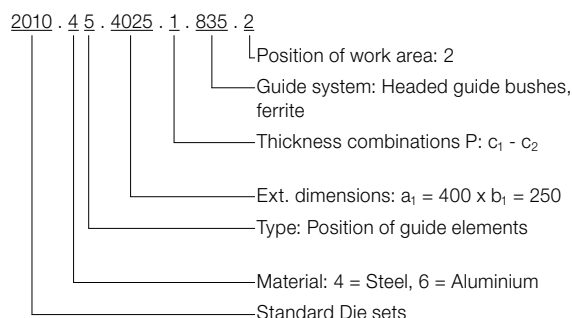 2010 . 4 5 . 4025 . 1 . 835 . 2
Position of work area: 2
Guide system: Headed guide bushes,
ferrite
Thickness combinations P: c₁ - c₂
Ext. dimensions: a₁ = 400 x b₁ = 250
Type: Position of guide elements
Material: 4 = Steel, 6 = Aluminium
Standard Die sets